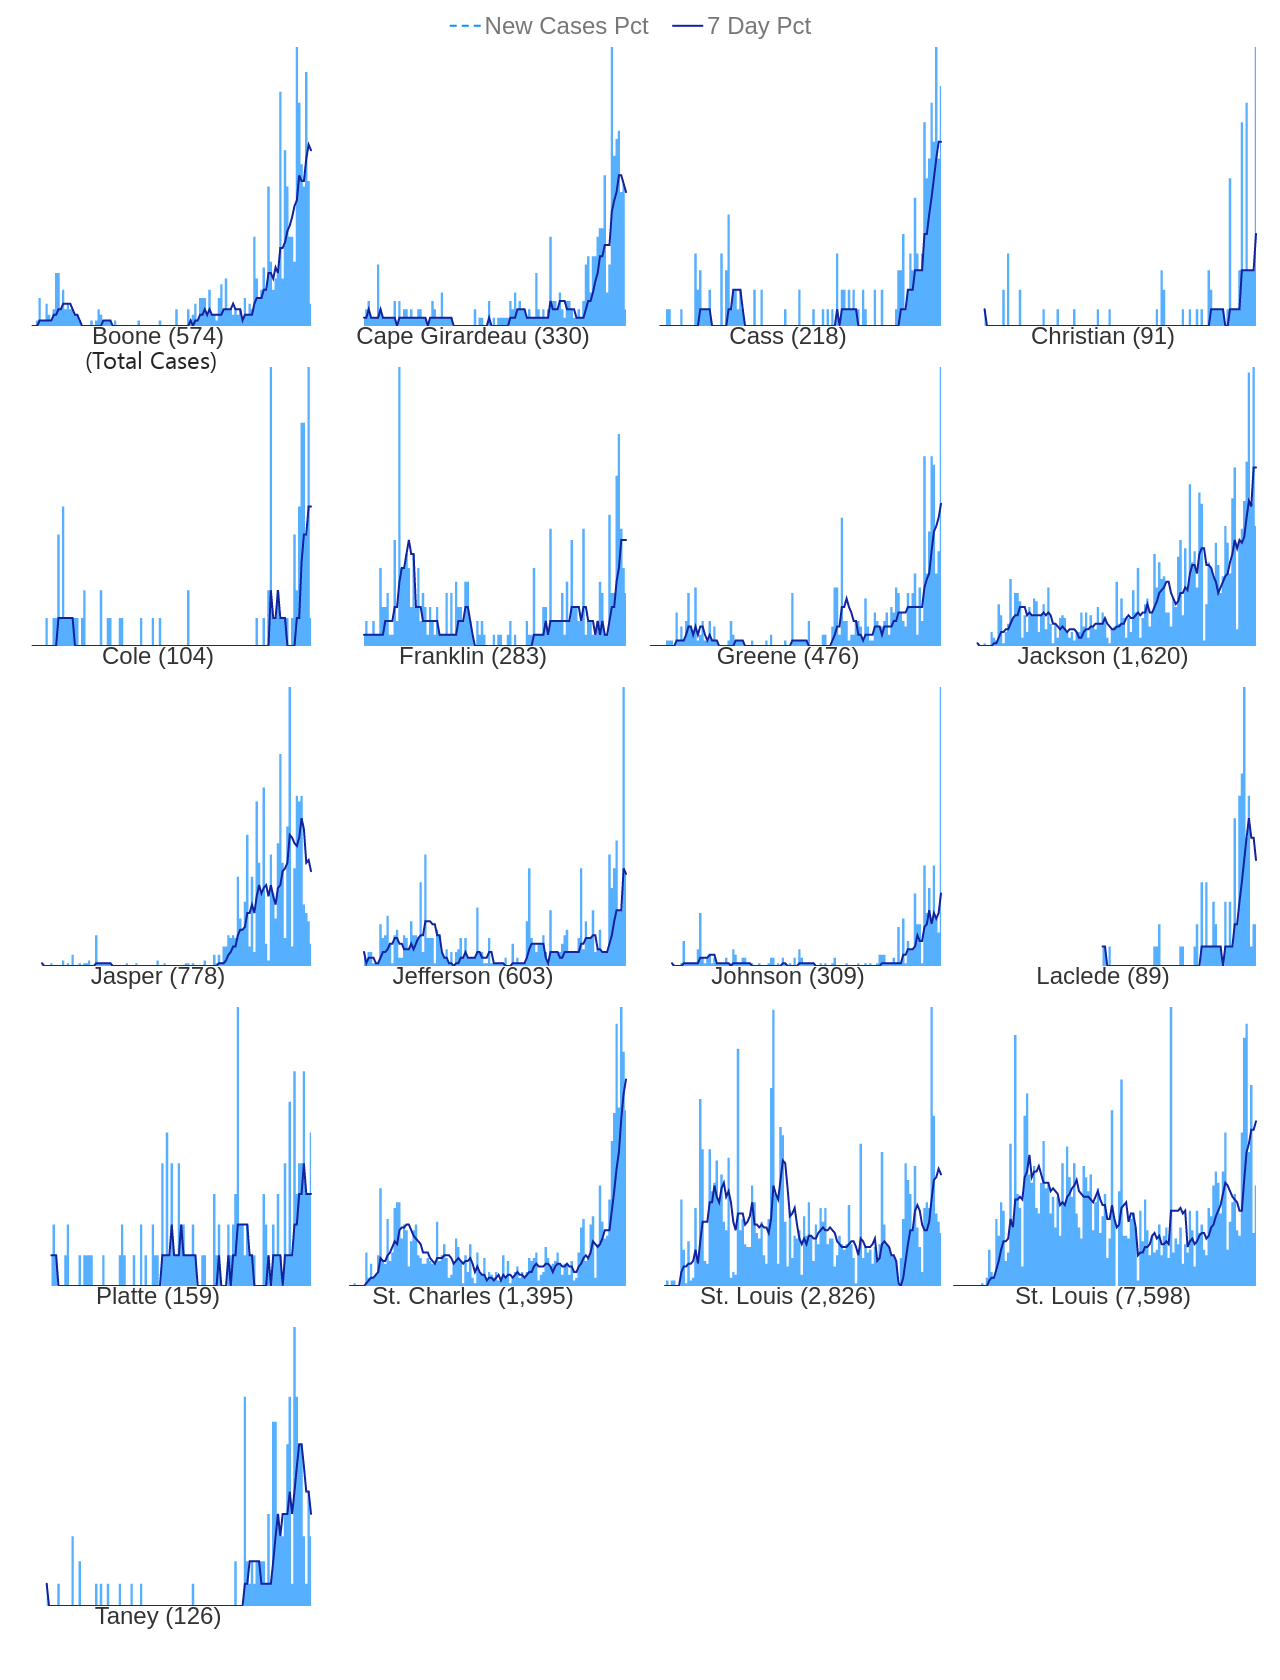 New Cases Pct 7 Day Pct
Boone (574) Cape Girardeau (330) Cass (218) Christian (91)
(Total Cases)
Cole (104) Franklin (283) Greene (476) Jackson (1,620)
Jasper (778) Jefferson (603) Johnson (309) Laclede (89)
Platte (159) St. Charles (1,395) St. Louis (2,826) St. Louis (7,598)
Taney (126)